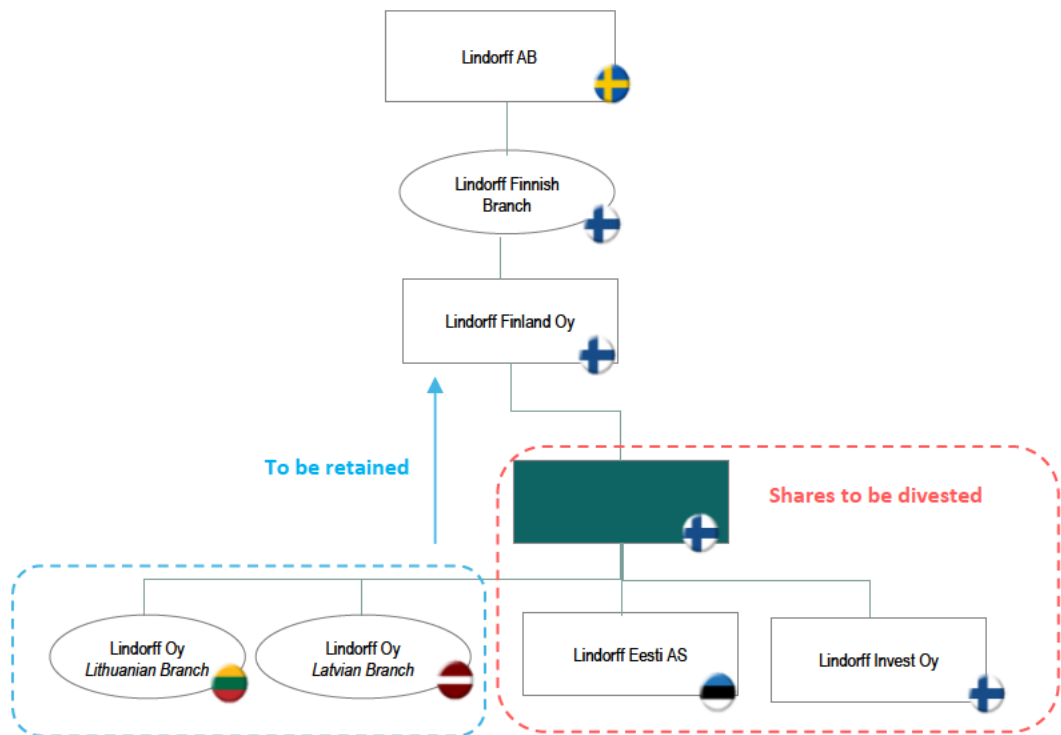 Lindorff AB
Lindorff Finnish
Branch
Lindorff Finland Oy
To be retained
Shares to be divested
Lindorff Oy
Lithuanian Branch
Lindorff Oy
Latvian Branch
Lindorff Eesti AS
Lindorff Invest Oy